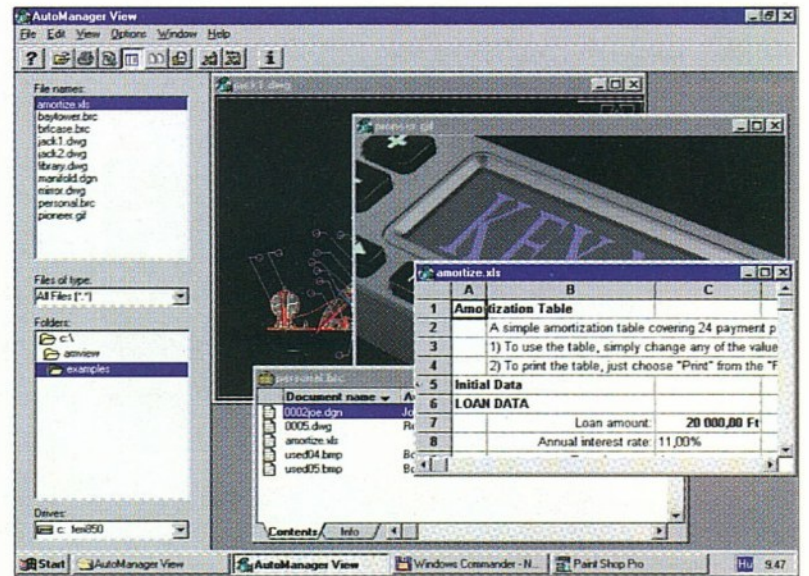 AutoManager View
File Edit View Options Window Help
File names:
amortize.xls
amortize.xls
baytower.brc
brfcase.brc
jack1.dwg
jack2.dwg
library.dwg
manifold.dgn
mirror.dwg
personal.brc
pioneer.gif
Files of type:
All Files (*.*)
Folders:
c:\
amview
examples
Drives:
c: fex850
jack1.dwg
pioneer.gif
KEY
amortize.xls
A B C
1 Amortization Table
2 A simple amortization table covering 24 payment p
3 1) To use the table, simply change any of the value
4 2) To print the table, just choose "Print" from the "F
5 Initial Data
6 LOAN DATA
7 Loan amount: 20 000,00 Ft
8 Annual interest rate: 11,00%
personal.brc
Document name
0002joe.dgn Jo
0005.dwg
amortize.xls
used04.bmp Bo
used05.bmp Bo
Contents Info
Start AutoManager View AutoManager View Windows Commander - N... Paint Shop Pro Hu 9.47